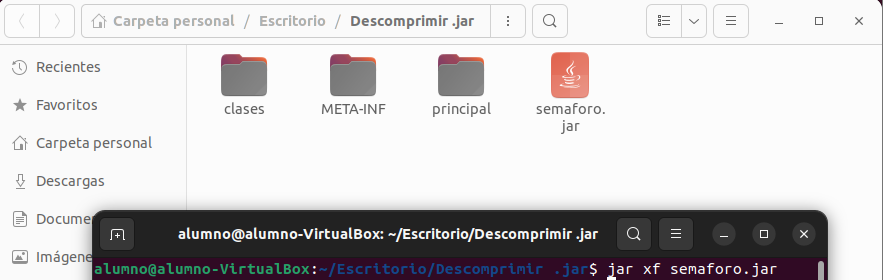 Carpeta personal / Escritorio / Descomprimir .jar
Recientes
Favoritos
Carpeta personal
Descargas
Docume
Imágene
clases
META-INF
principal
semaforo.
jar
alumno@alumno-VirtualBox: ~/Escritorio/Descomprimir .jar
alumno@alumno-VirtualBox:~/Escritorio/Descomprimir .jar$ jar xf semaforo.jar